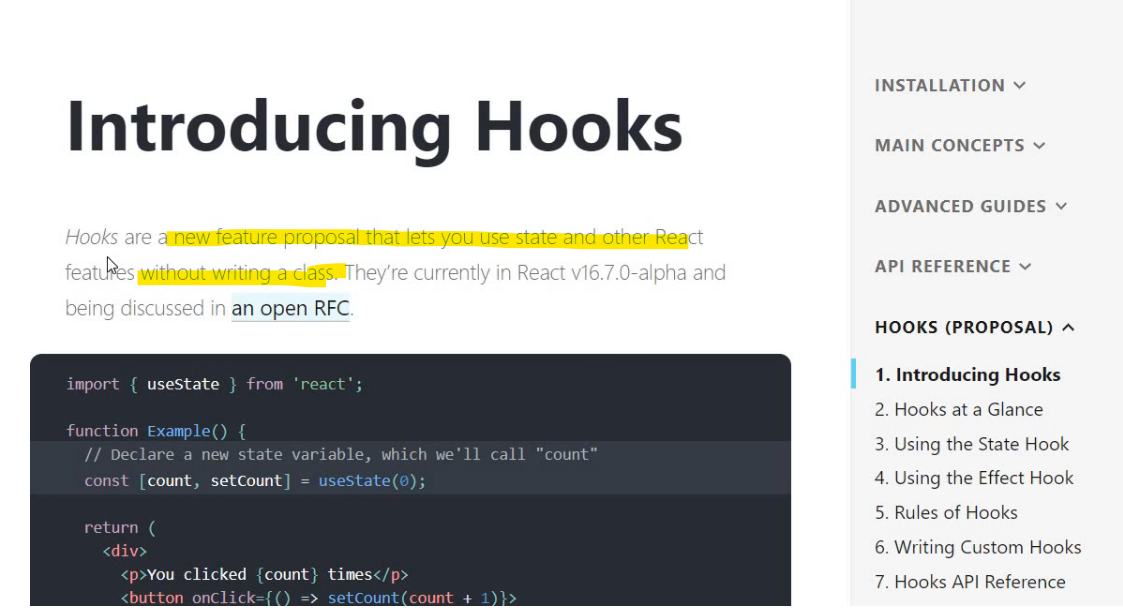 Introducing Hooks
Hooks are a new feature proposal that lets you use state and other React
features without writing a class. They're currently in React v16.7.0-alpha and
being discussed in an open RFC.
import { useState } from 'react';
function Example() {
// Declare a new state variable, which we'll call "count"
const [count, setCount] = useState(0);
return (
<div>
<p>You clicked {count} times</p>
<button onClick={() => setCount(count + 1)}>
INSTALLATION
MAIN CONCEPTS
ADVANCED GUIDES
API REFERENCE
HOOKS (PROPOSAL)
1. Introducing Hooks
2. Hooks at a Glance
3. Using the State Hook
4. Using the Effect Hook
5. Rules of Hooks
6. Writing Custom Hooks
7. Hooks API Reference